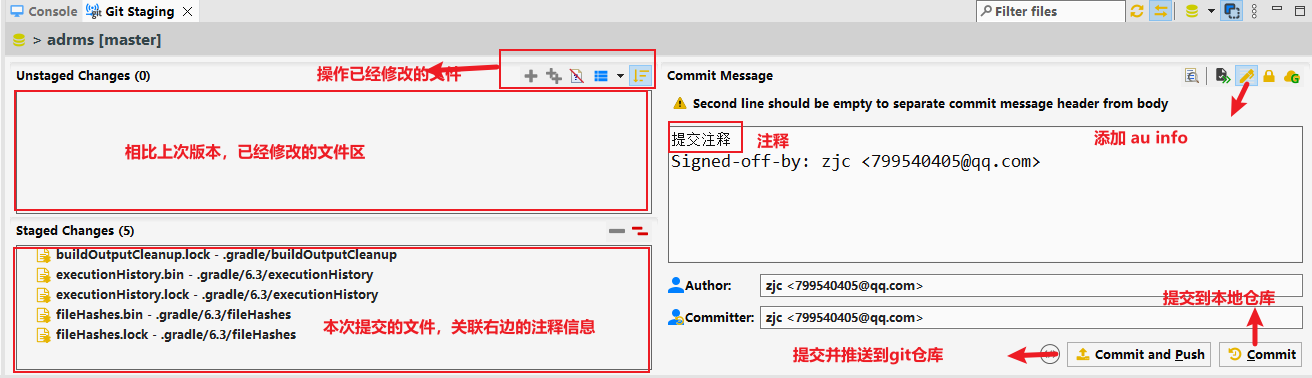 Console
Git Staging
Filter files
> adrms [master]
Unstaged Changes (0)
操作已经修改的文件
相比上次版本，已经修改的文件区
Staged Changes (5)
buildOutputCleanup.lock - .gradle/buildOutputCleanup
executionHistory.bin - .gradle/6.3/executionHistory
executionHistory.lock - .gradle/6.3/executionHistory
fileHashes.bin - .gradle/6.3/fileHashes
fileHashes.lock - .gradle/6.3/fileHashes
本次提交的文件，关联右边的注释信息
Commit Message
Second line should be empty to separate commit message header from body
提交注释
注释
添加 au info
Signed-off-by: zjc <799540405@qq.com>
Author:
zjc <799540405@qq.com>
提交到本地仓库
Committer:
zjc <799540405@qq.com>
提交并推送到git仓库
Commit and Push
Commit